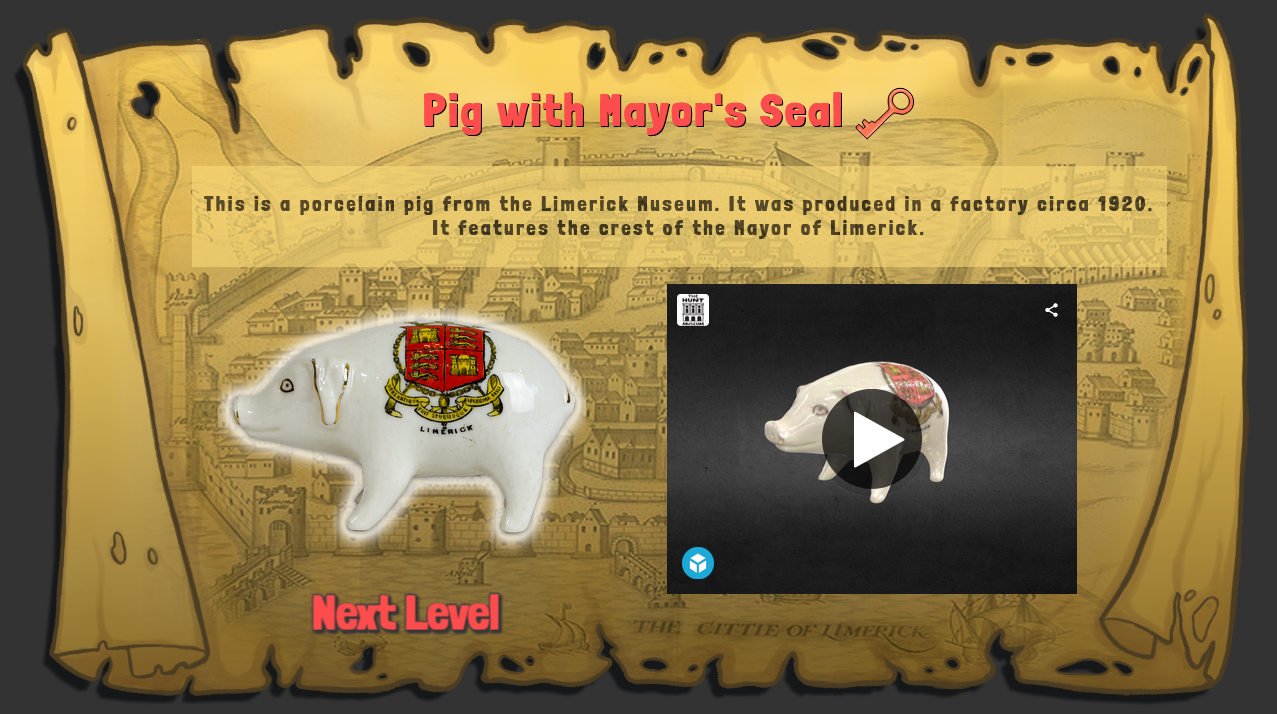 Pig with Mayor's Seal
This is a porcelain pig from the Limerick Museum. It was produced in a factory circa 1920.
It features the crest of the Mayor of Limerick.
THE
HUNT
MUSEUM
LIMERICK
Next Level
THE CITTIE OF LIMERICK